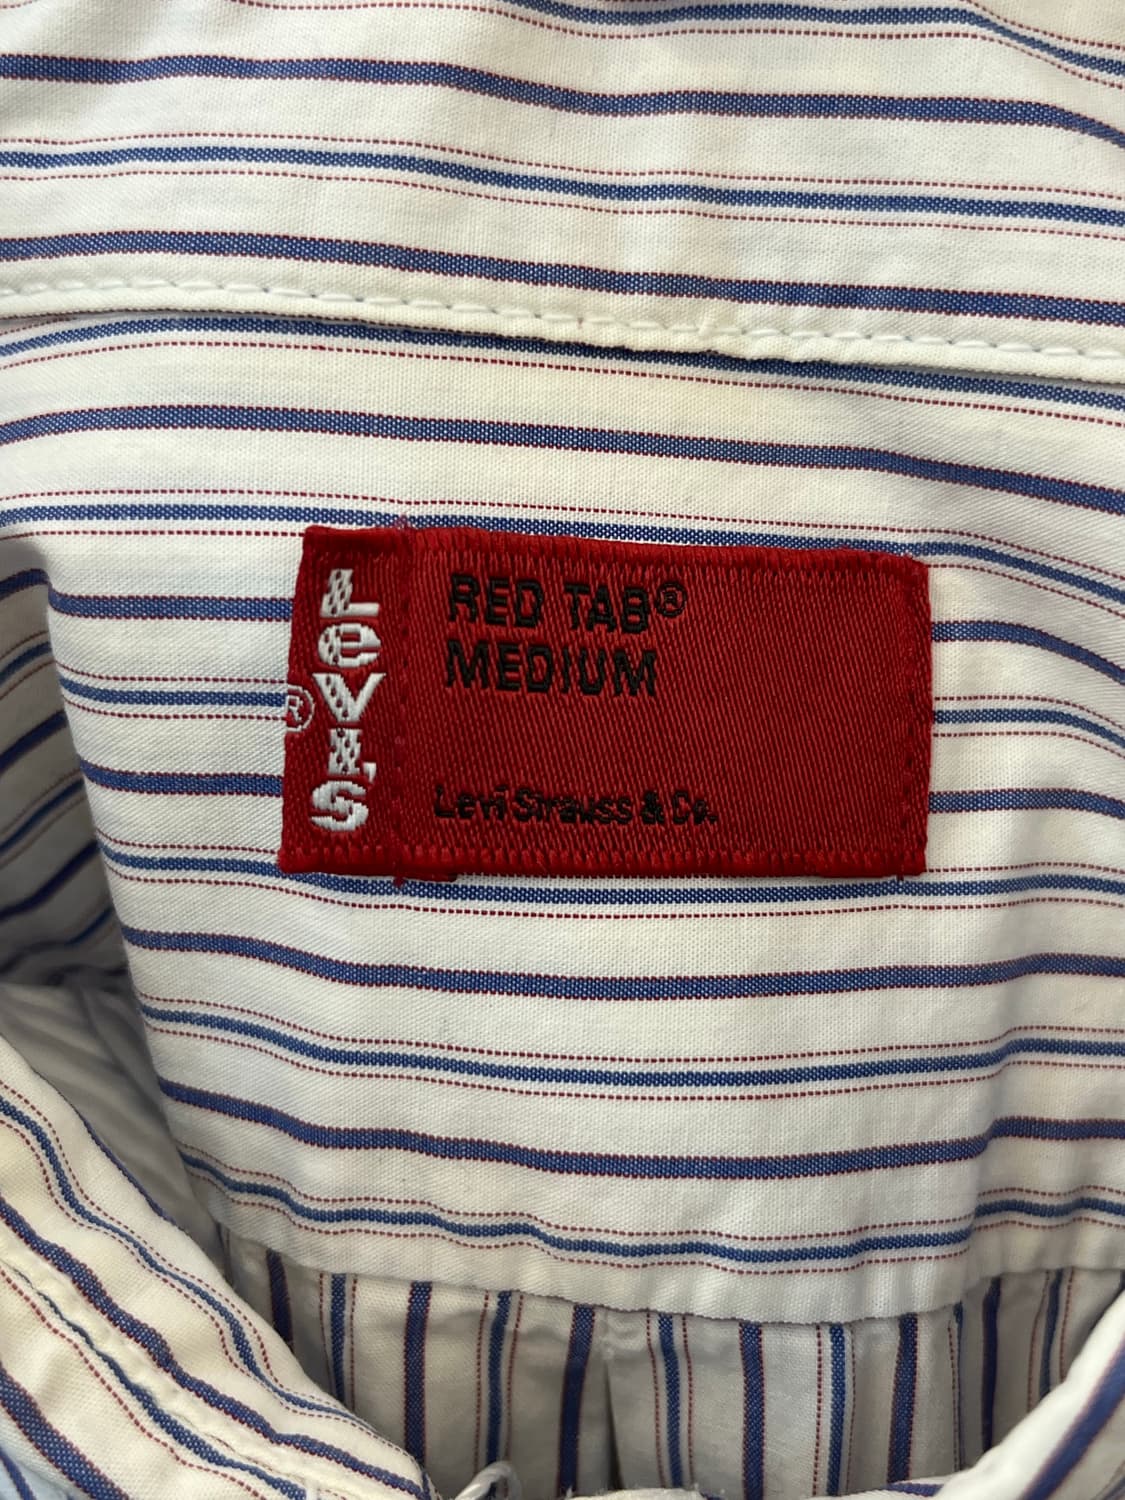 LeVI'S
®
RED TAB®
MEDIUM
Levi Strauss & Co.